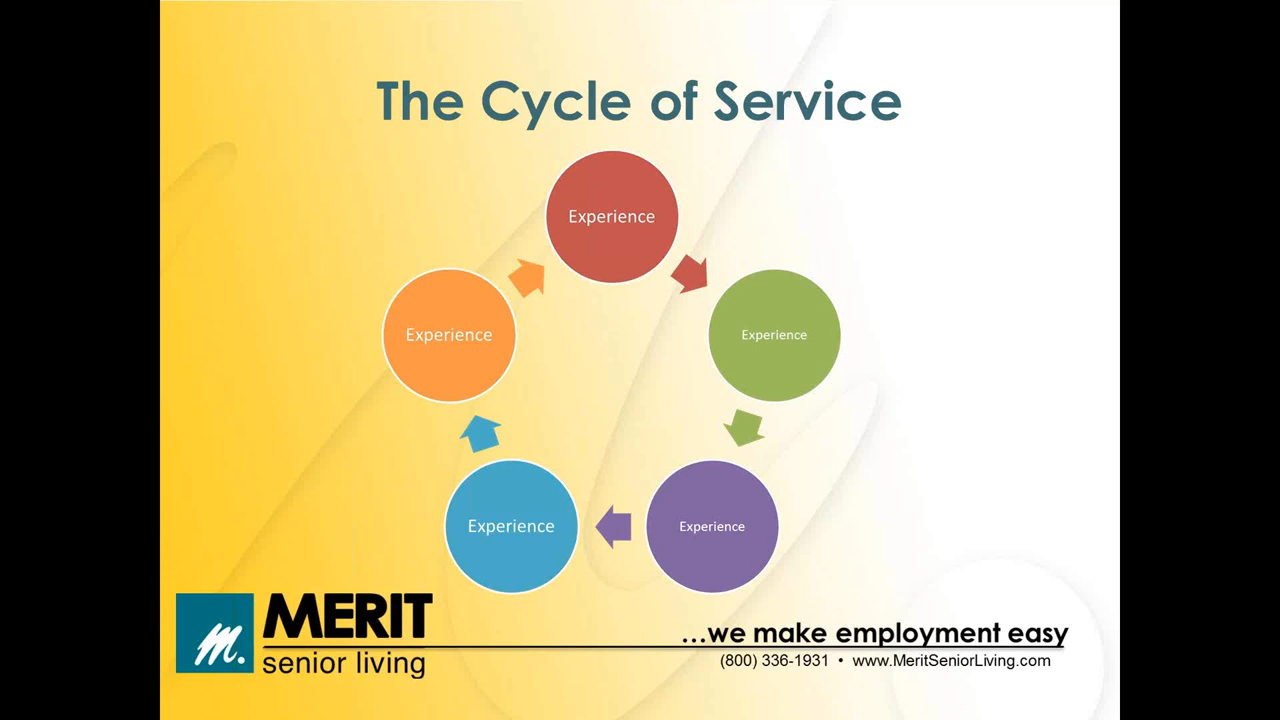 The Cycle of Service
Experience
Experience
Experience
Experience
Experience
m.
MERIT
senior living
...we make employment easy
(800) 336-1931 • www.MeritSeniorLiving.com